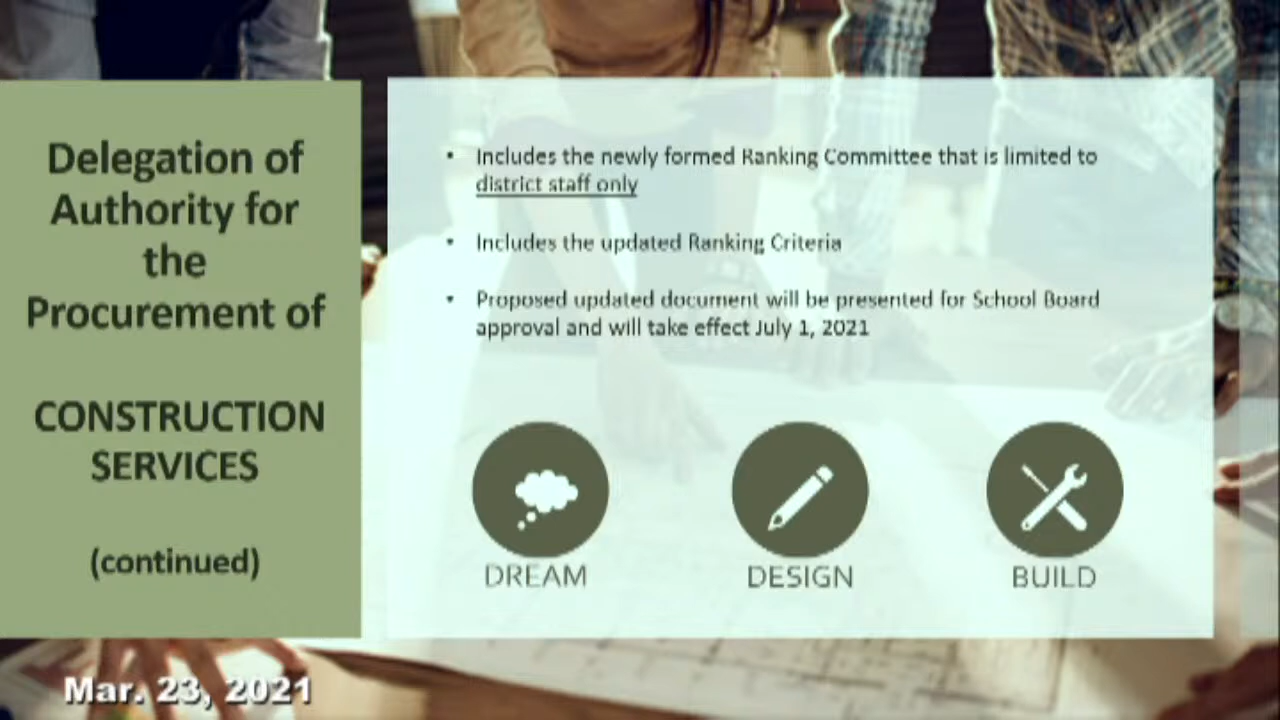 Delegation of
Authority for
the
Procurement of
CONSTRUCTION
SERVICES
(continued)
• Includes the newly formed Ranking Committee that is limited to
district staff only
• Includes the updated Ranking Criteria
• Proposed updated document will be presented for School Board
approval and will take effect July 1, 2021
DREAM
DESIGN
BUILD
Mar. 23, 2021